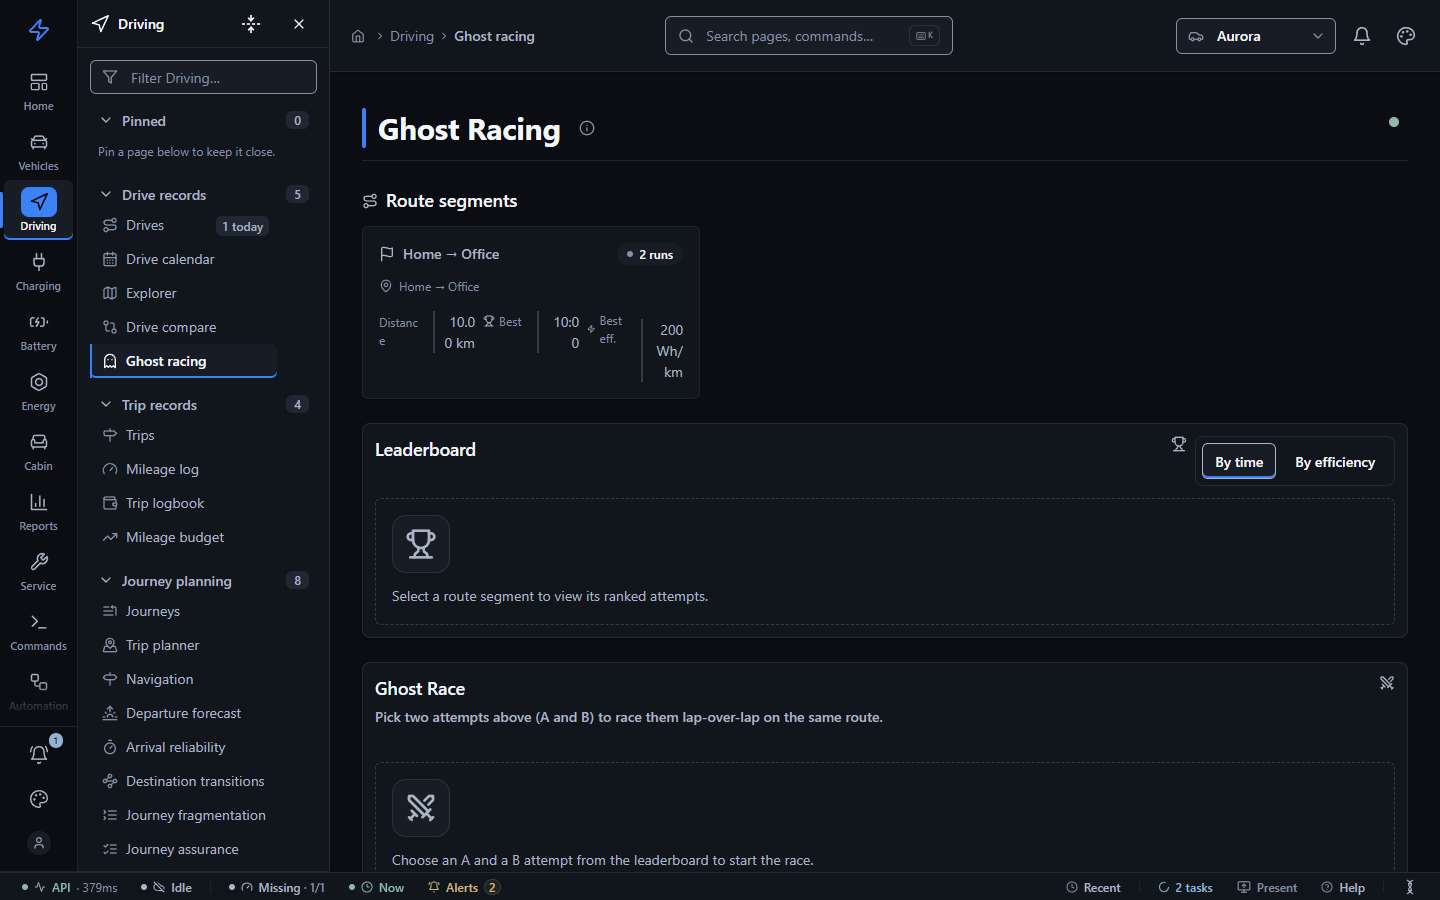 Driving
Driving
Ghost racing
Search pages, commands...
K
Aurora
Home
Vehicles
Driving
Charging
Battery
Energy
Cabin
Reports
Service
Commands
Automation
1
Filter Driving...
Pinned
0
Pin a page below to keep it close.
Drive records
5
Drives
1 today
Drive calendar
Explorer
Drive compare
Ghost racing
Trip records
4
Trips
Mileage log
Trip logbook
Mileage budget
Journey planning
8
Journeys
Trip planner
Navigation
Departure forecast
Arrival reliability
Destination transitions
Journey fragmentation
Journey assurance
Ghost Racing
Route segments
Home → Office
2 runs
Home → Office
Distanc
e
10.0
0 km
Best
10:0
0
Best
eff.
200
Wh/
km
Leaderboard
By time
By efficiency
Select a route segment to view its ranked attempts.
Ghost Race
Pick two attempts above (A and B) to race them lap-over-lap on the same route.
Choose an A and a B attempt from the leaderboard to start the race.
API · 379ms
Idle
Missing · 1/1
Now
Alerts 2
Recent
2 tasks
Present
Help